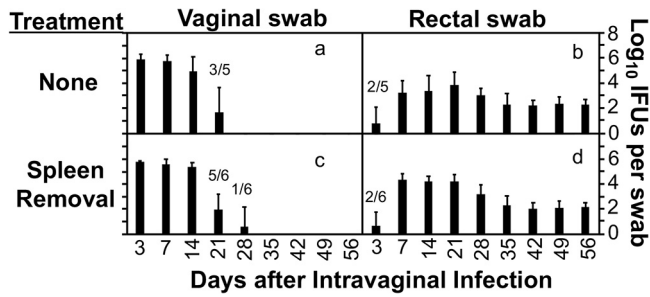 Treatment Vaginal swab Rectal swab
None
a
3/5
b
2/5
8
6
4
2
0
Log10 IFUs per swab
Spleen
Removal
c
5/6
1/6
d
2/6
6
4
2
0
3 7 14 21 28 35 42 49 56 3 7 14 21 28 35 42 49 56
Days after Intravaginal Infection